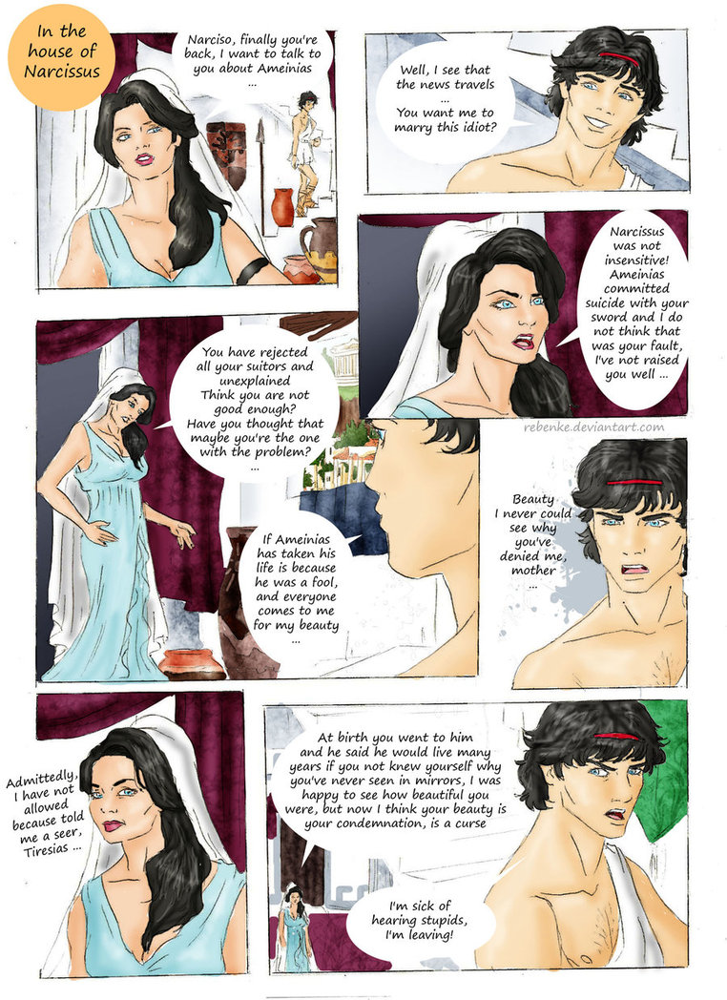 In the
house of
Narcissus
Narciso, finally you're
back, I want to talk to
you about Ameinias
...
Well, I see that
the news travels
...
You want me to
marry this idiot?
Narcissus
was not
insensitive!
Ameinias
committed
suicide with your
sword and I do
not think that
was your fault,
I've not raised
you well ...
You have rejected
all your suitors and
unexplained
Think you are not
good enough?
Have you thought that
maybe you're the one
with the problem?
...
rebenke.deviantart.com
If Ameinias
has taken his
life is because
he was a fool,
and everyone
comes to me
for my beauty
...
Beauty
I never could
see why
you've
denied me,
mother
...
Admittedly,
I have not
allowed
because told
me a seer,
Tiresias ...
At birth you went to him
and he said he would live many
years if you not knew yourself why
you've never seen in mirrors, I was
happy to see how beautiful you
were, but now I think your beauty is
your condemnation, is a curse
I'm sick of
hearing stupids,
I'm leaving!